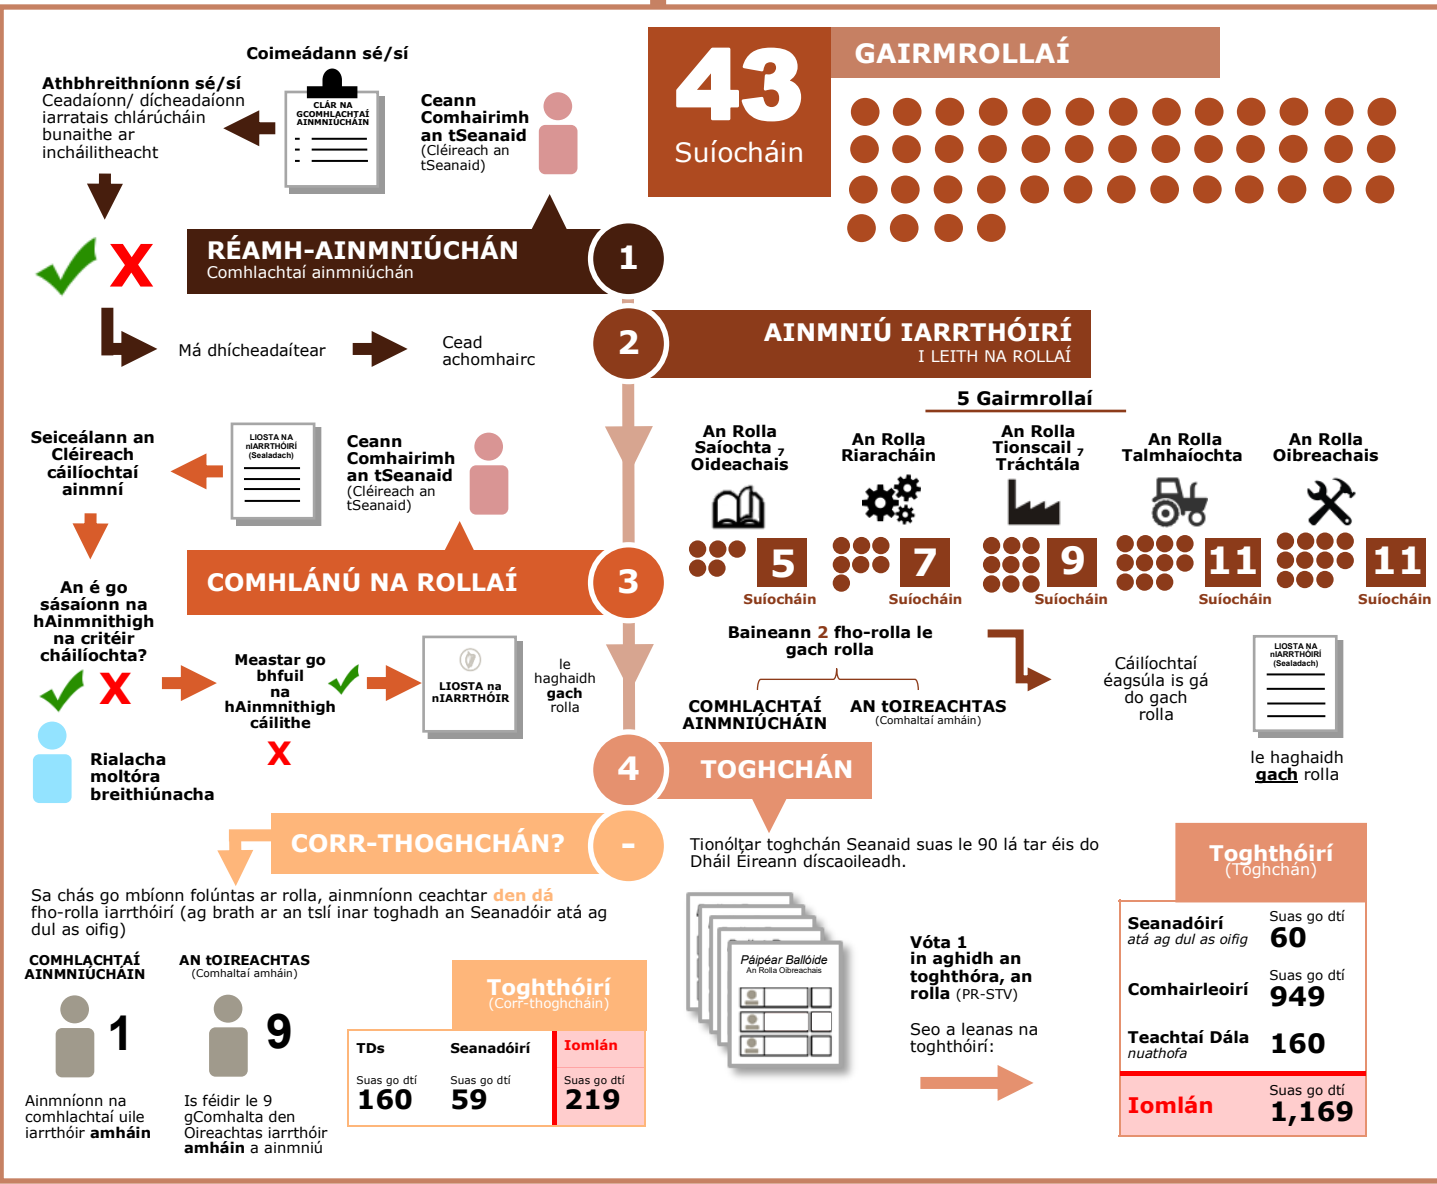 43
Suíocháin
GAIRMROLLAÍ
Coimeádann sé/sí
CLÁR NA
GCOMHLACHTAÍ
AINMNIÚCHÁIN
Ceann
Comhairimh
an tSeanaid
(Cléireach an
tSeanaid)
Athbhreithníonn sé/sí
Ceadaíonn/ dícheadaíonn
iarratais chlárúcháin
bunaithe ar
incháilitheacht
X
RÉAMH-AINMNIÚCHÁN
Comhlachtaí ainmniúchán
1
Má dhícheadaítear
Cead
achomhairc
2
AINMNIÚ IARRTHÓIRÍ
I LEITH NA ROLLAÍ
5 Gairmrollaí
An Rolla
Saíochta 7
Oideachais
5
Suíocháin
An Rolla
Riaracháin
7
Suíocháin
An Rolla
Tionscail 7
Tráchtála
9
Suíocháin
An Rolla
Talmhaíochta
11
Suíocháin
An Rolla
Oibreachais
11
Suíocháin
Baineann 2 fho-rolla le
gach rolla
COMHLACHTAÍ
AINMNIÚCHÁIN
AN tOIREACHTAS
(Comhaltaí amháin)
Cáilíochtaí
éagsúla is gá
do gach
rolla
LIOSTA NA
nIARRTHÓIRÍ
(Sealadach)
le haghaidh
gach rolla
Seiceálann an
Cléireach
cáilíochtaí
ainmní
LIOSTA NA
nIARRTHÓIRÍ
(Sealadach)
Ceann
Comhairimh
an tSeanaid
(Cléireach an
tSeanaid)
COMHLÁNÚ NA ROLLAÍ
3
An é go
sásaíonn na
hAinmnithigh
na critéir
cháilíochta?
X
Meastar go
bhfuil
na
hAinmnithigh
cáilithe
X
LIOSTA na
nIARRTHÓIR
le
haghaidh
gach
rolla
Rialacha
moltóra
breithiúnacha
4
TOGHCHÁN
Tionóltar toghchán Seanaid suas le 90 lá tar éis do
Dháil Éireann díscaoileadh.
Páipéar Ballóide
An Rolla Oibreachais
Vóta 1
in aghidh an
toghthóra, an
rolla (PR-STV)
Seo a leanas na
toghthóirí:
Toghthóirí
(Toghchán)
Seanadóirí
atá ag dul as oifig
Suas go dtí
60
Comhairleoirí
Suas go dtí
949
Teachtaí Dála
nuathofa
160
Iomlán
Suas go dtí
1,169
CORR-THOGHCHÁN?
-
Sa chás go mbíonn folúntas ar rolla, ainmníonn ceachtar den dá
fho-rolla iarrthóirí (ag brath ar an tslí inar toghadh an Seanadóir atá ag
dul as oifig)
COMHLACHTAÍ
AINMNIÚCHÁIN
1
Ainmníonn na
comhlachtaí uile
iarrthóir amháin
AN tOIREACHTAS
(Comhaltaí amháin)
9
Is féidir le 9
gComhalta den
Oireachtas iarrthóir
amháin a ainmniú
Toghthóirí
(Corr-thoghcháin)
TDs
Seanadóirí
Iomlán
Suas go dtí
160
Suas go dtí
59
Suas go dtí
219